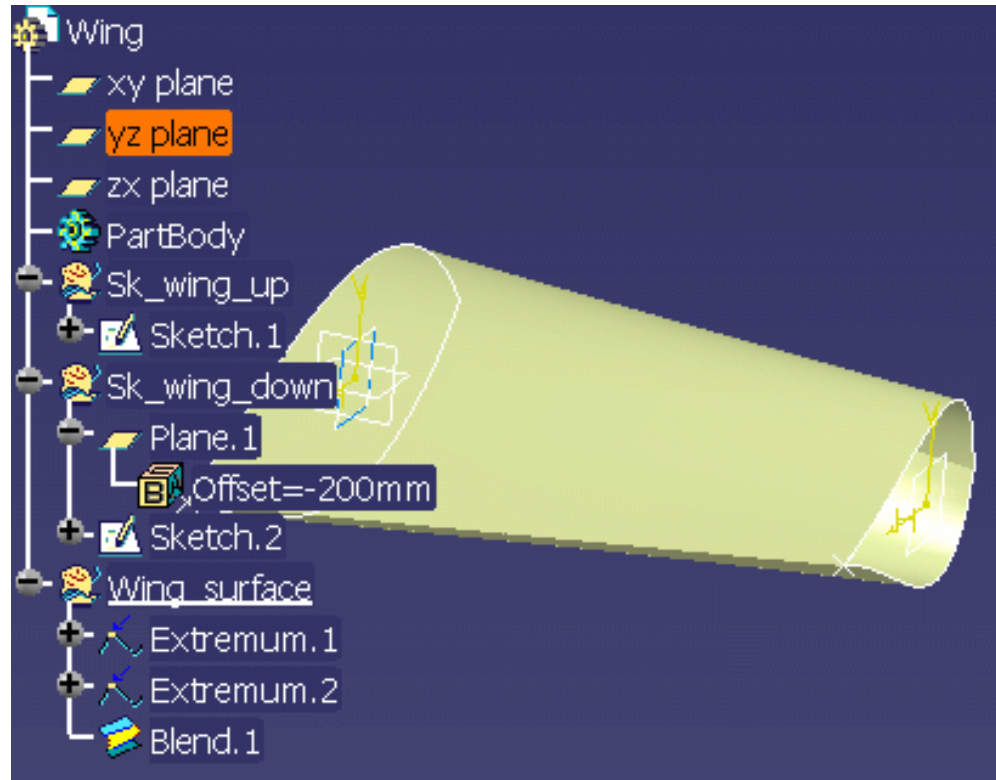 Wing
xy plane
yz plane
zx plane
PartBody
Sk_wing_up
Sketch.1
Sk_wing_down
Plane.1
Offset=-200mm
Sketch.2
Wing_surface
Extremum.1
Extremum.2
Blend.1
V
V
H